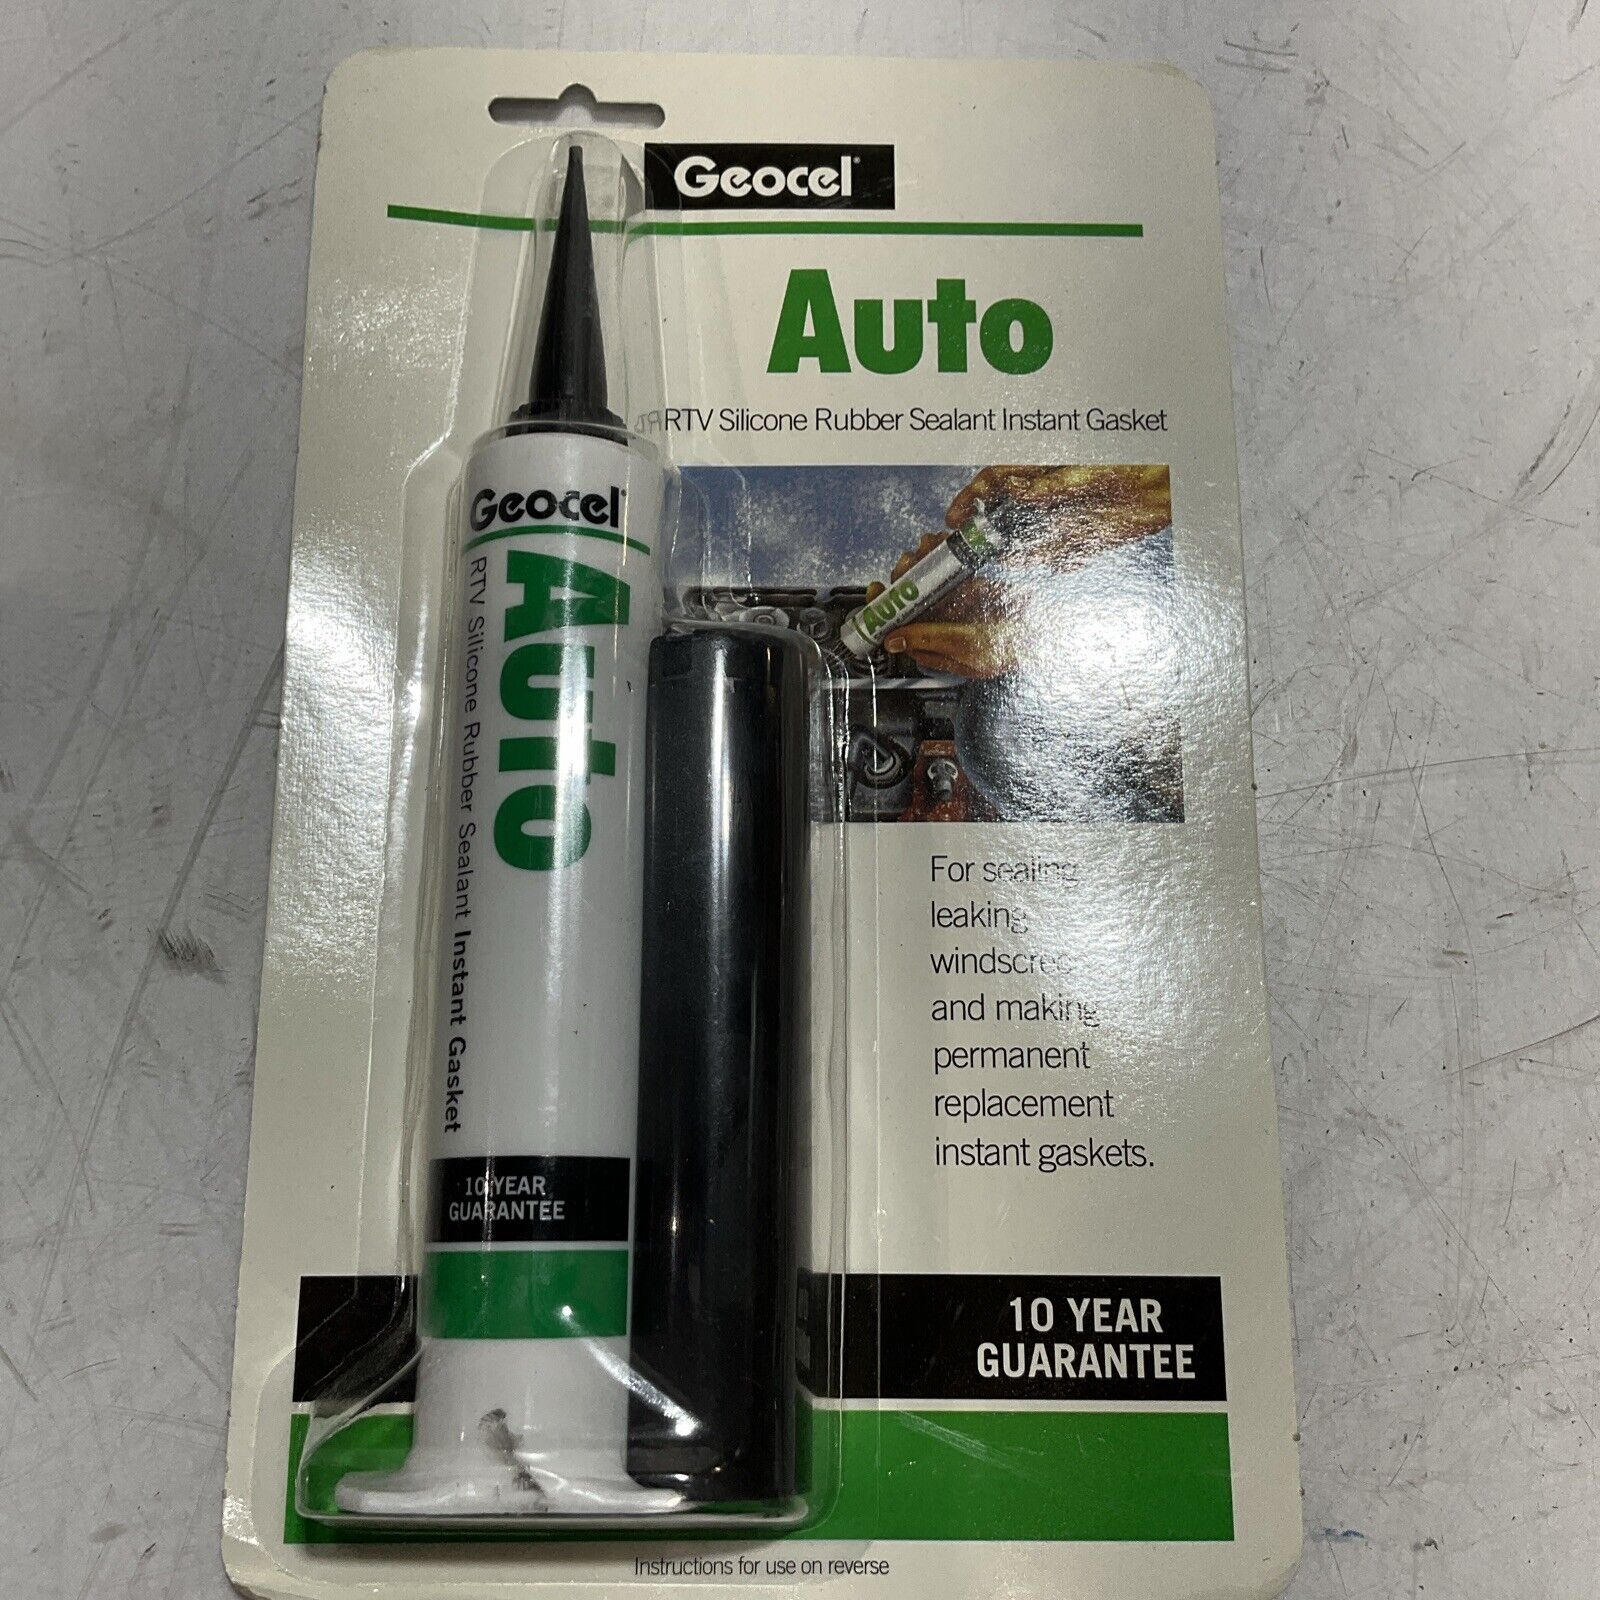 Geocel
Auto
RTV Silicone Rubber Sealant Instant Gasket
Geocel
Auto
RTV Silicone Rubber Sealant Instant Gasket
10 YEAR
GUARANTEE
Auto
For sealing
leaking
and making
permanent
replacement
instant gaskets.
10 YEAR
GUARANTEE
Instructions for use on reverse